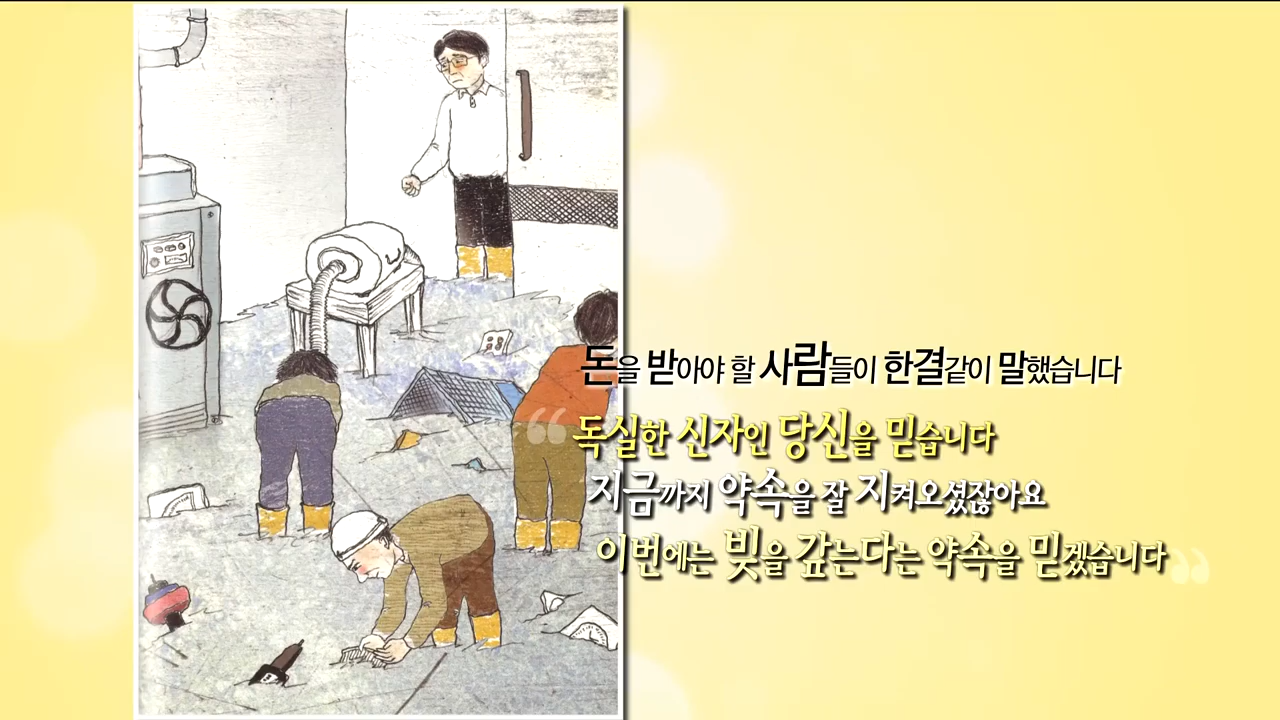 돈을 받아야 할 사람들이 한결같이 말했습니다
“독실한 신자인 당신을 믿습니다
지금까지 약속을 잘 지켜오셨잖아요
이번에는 빚을 갚는다는 약속을 믿겠습니다“